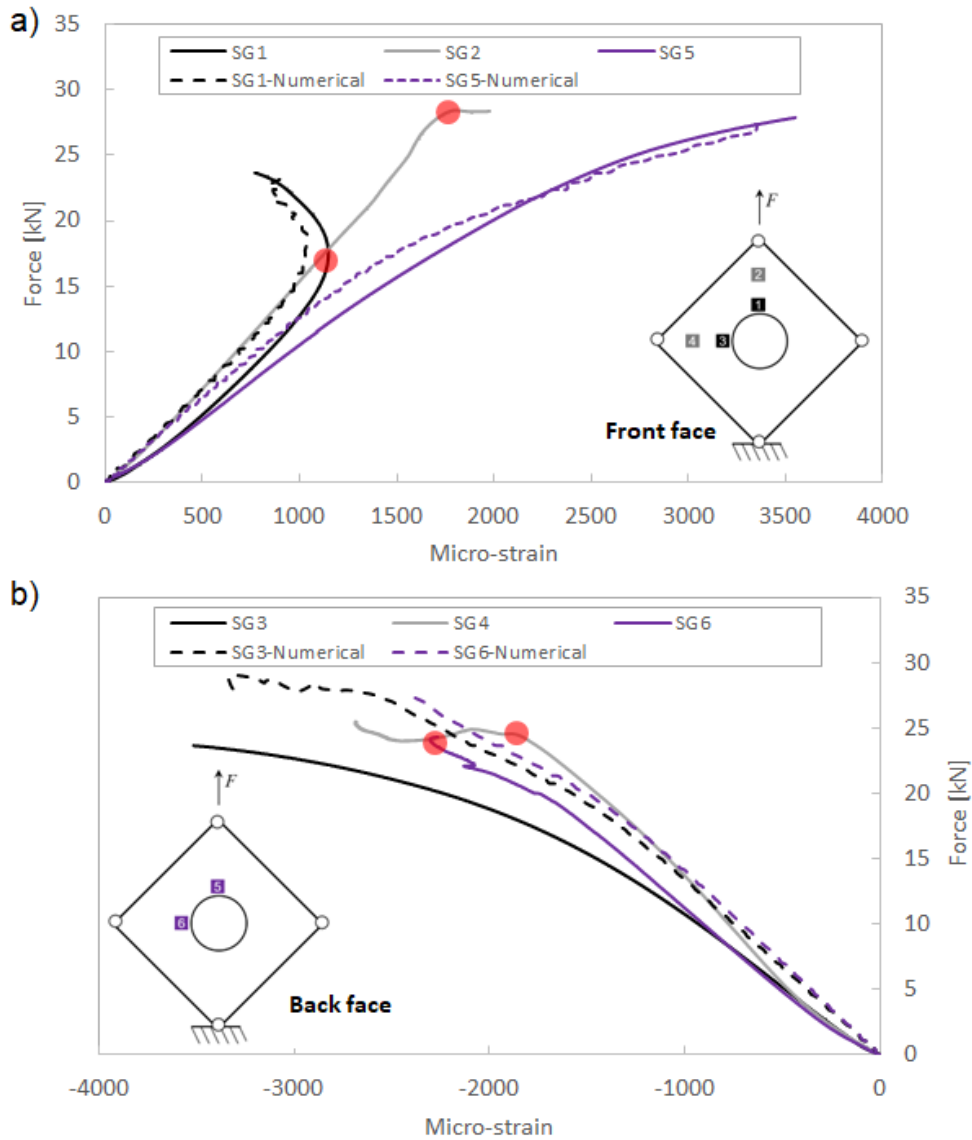 a)
35
30
25
20
15
10
5
0
Force [kN]
SG1 SG2 SG5
SG1-Numerical SG5-Numerical
F
2
1
4 3
Front face
0 500 1000 1500 2000 2500 3000 3500 4000
Micro-strain
b)
SG3 SG4 SG6
SG3-Numerical SG6-Numerical
35
30
25
20
15
10
5
0
Force [kN]
F
5
6
Back face
-4000 -3000 -2000 -1000 0
Micro-strain